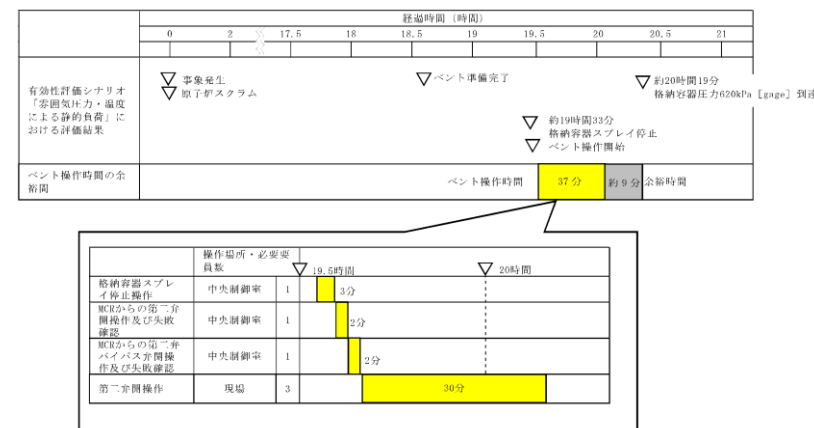 経過時間 (時間)
0 2 17.5 18 18.5 19 19.5 20 20.5 21
有効性評価シナリオ
「雰囲気圧力・温度
による静的負荷」に
おける評価結果
事象発生
原子炉スクラム
ベント準備完了
約19時間33分
格納容器スプレイ停止
ベント操作開始
約20時間19分
格納容器圧力620kPa [gage] 到達
ベント操作時間の余
裕間
ベント操作時間 37分 約9分 余裕時間
操作場所・必要要
員数
19.5時間 20時間
格納容器スプレ
イ停止操作
中央制御室 1 3分
MCRからの第二弁
開操作及び失敗
確認
中央制御室 1 2分
MCRからの第二弁
バイパス弁開操
作及び失敗確認
中央制御室 1 2分
第二弁開操作 現場 3 30分